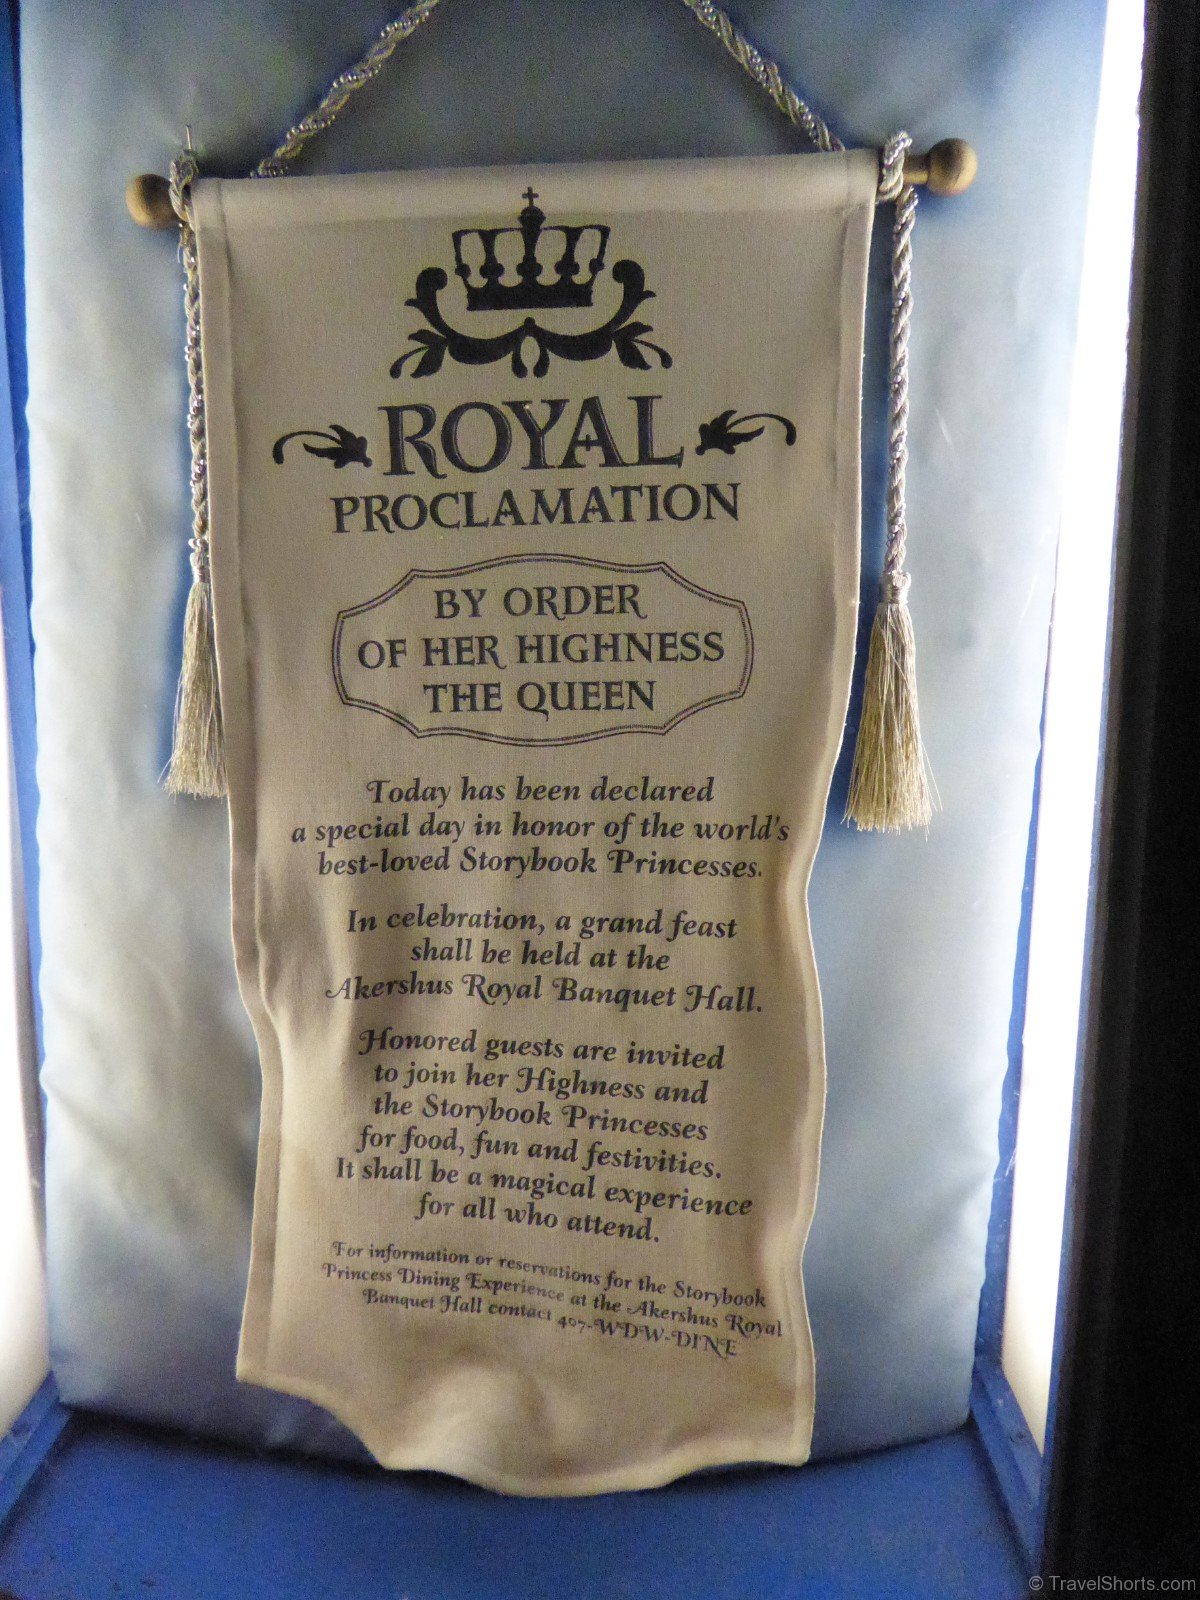 ROYAL
PROCLAMATION
BY ORDER
OF HER HIGHNESS
THE QUEEN
Today has been declared
a special day in honor of the world's
best-loved Storybook Princesses.
In celebration, a grand feast
shall be held at the
Akershus Royal Banquet Hall.
Honored guests are invited
to join her Highness and
the Storybook Princesses
for food, fun and festivities.
It shall be a magical experience
for all who attend.
For information or reservations for the Storybook
Princess Dining Experience at the Akershus Royal
Banquet Hall contact 407-WDW-DINE
© TravelShorts.com